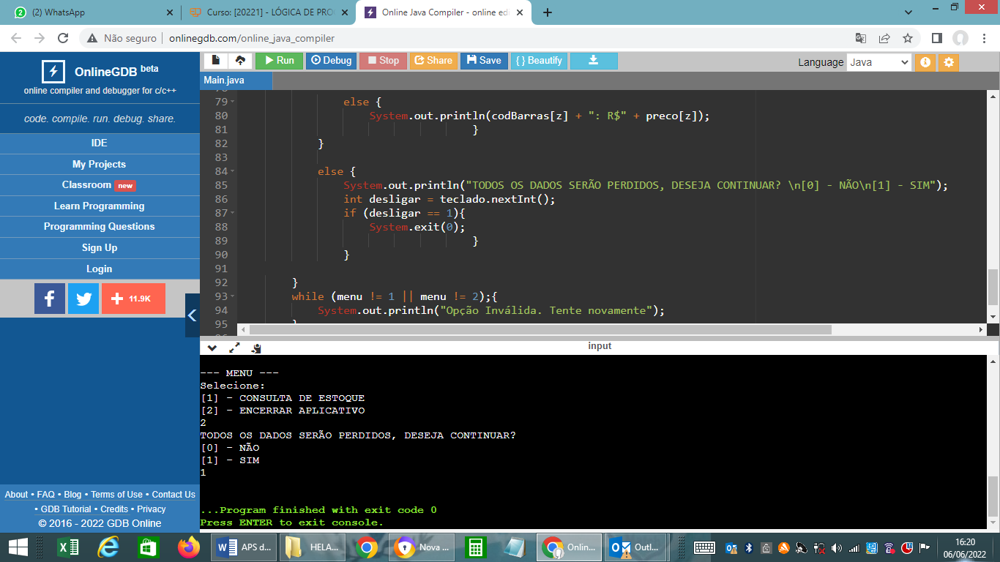 (2) WhatsApp
Curso: [20221] - LÓGICA DE PRO
Online Java Compiler - online edi
Não seguro
onlinegdb.com/online_java_compiler
OnlineGDB beta
online compiler and debugger for c/c++
code. compile. run. debug. share.
IDE
My Projects
Classroom new
Learn Programming
Programming Questions
Sign Up
Login
11.9K
About • FAQ • Blog • Terms of Use • Contact Us
• GDB Tutorial • Credits • Privacy
© 2016 - 2022 GDB Online
Run Debug Stop Share Save { } Beautify
Language Java
Main.java
79 else {
80 System.out.println(codBarras[z] + ": R$" + preco[z]);
81 }
82 }
83
84 else {
85 System.out.println("TODOS OS DADOS SERÃO PERDIDOS, DESEJA CONTINUAR? \n[0] - NÃO\n[1] - SIM");
86 int desligar = teclado.nextInt();
87 if (desligar == 1){
88 System.exit(0);
89 }
90 }
91
92 }
93 while (menu != 1 || menu != 2);{
94 System.out.println("Opção Inválida. Tente novamente");
95 }
input
--- MENU ---
Selecione:
[1] - CONSULTA DE ESTOQUE
[2] - ENCERRAR APLICATIVO
2
TODOS OS DADOS SERÃO PERDIDOS, DESEJA CONTINUAR?
[0] - NÃO
[1] - SIM
1
...Program finished with exit code 0
Press ENTER to exit console.
APS d...
HELA...
Nova ...
Onlin...
Outl...
16:20
06/06/2022